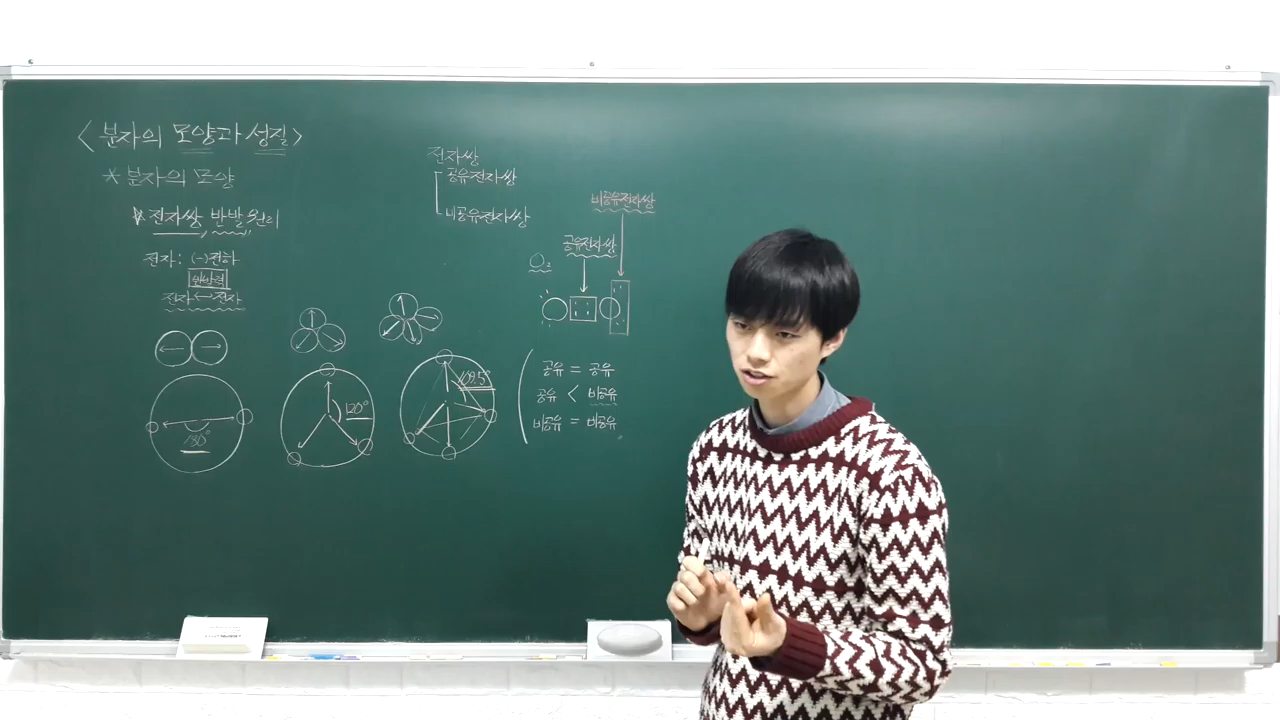 <분자의 모양과 성질>
* 분자의 모양
전자쌍 반발 원리
전자: (-)전하
반발력
전자 ↔ 전자
180°
120°
109.5°
전자쌍
공유전자쌍
비공유전자쌍
비공유전자쌍
공유전자쌍
O₂
공유 = 공유
공유 < 비공유
비공유 = 비공유